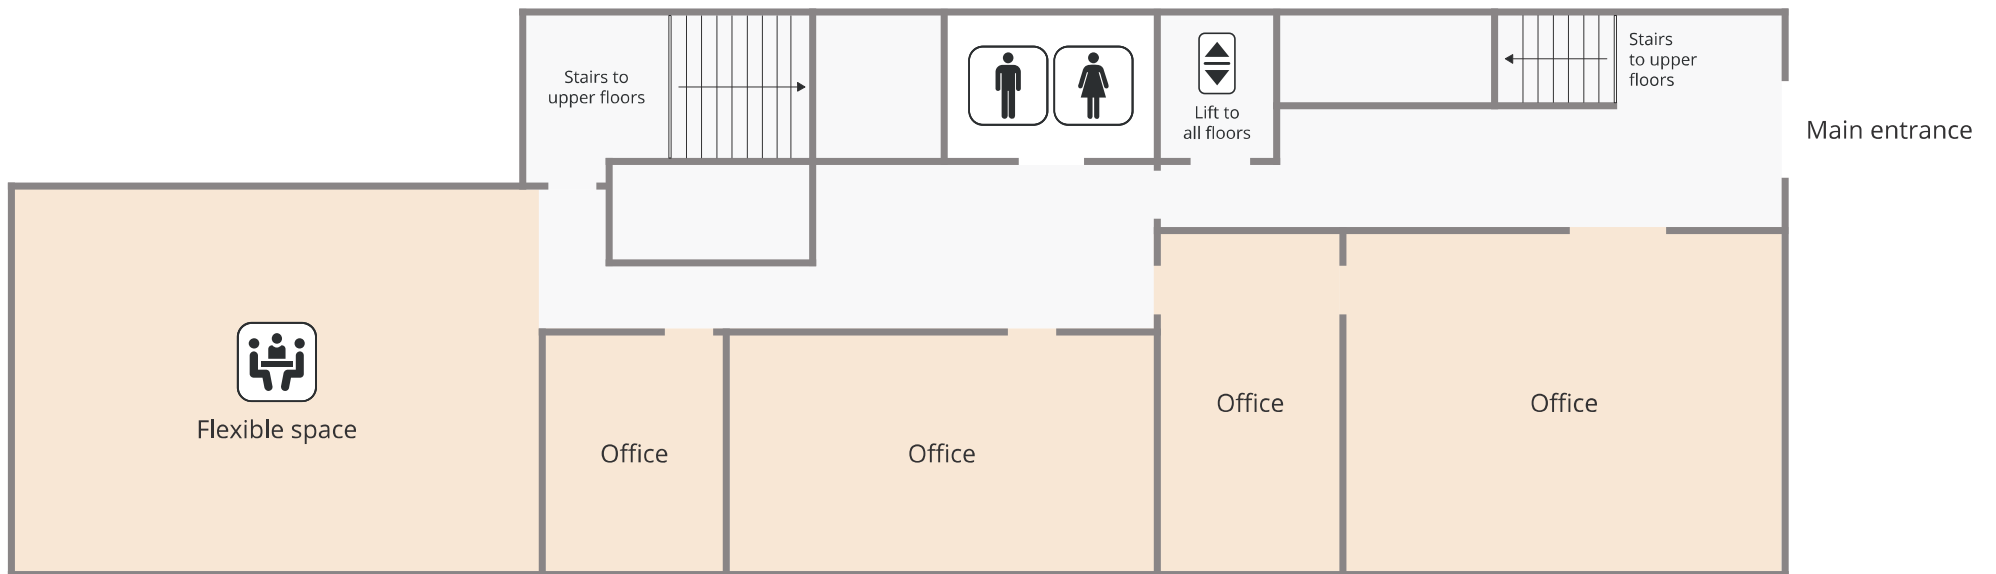 Stairs to
upper floors
Lift to
all floors
Stairs
to upper
floors
Main entrance
Flexible space
Office
Office
Office
Office